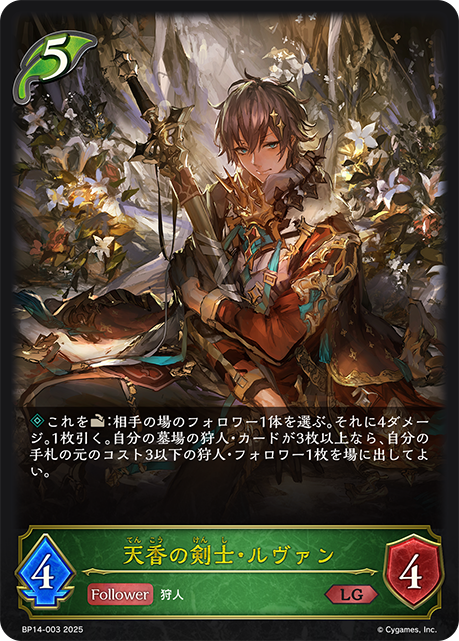 5
これを:相手の場のフォロワー1体を選ぶ。それに4ダメー
ジ。1枚引く。自分の墓場の狩人・カードが3枚以上なら、自分の
手札の元のコスト3以下の狩人・フォロワー1枚を場に出してよ
い。
てんこう けんし
天香の剣士・ルヴァン
4
Follower 狩人
LG
4
BP14-003 2025
© Cygames, Inc.